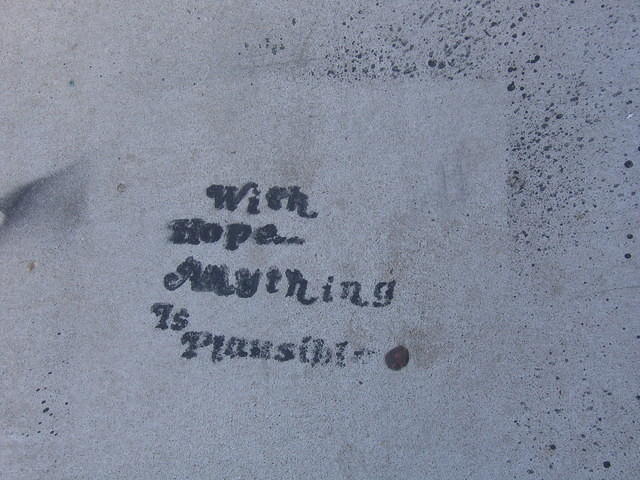 With
Hope...
Anything
Is
Plausible